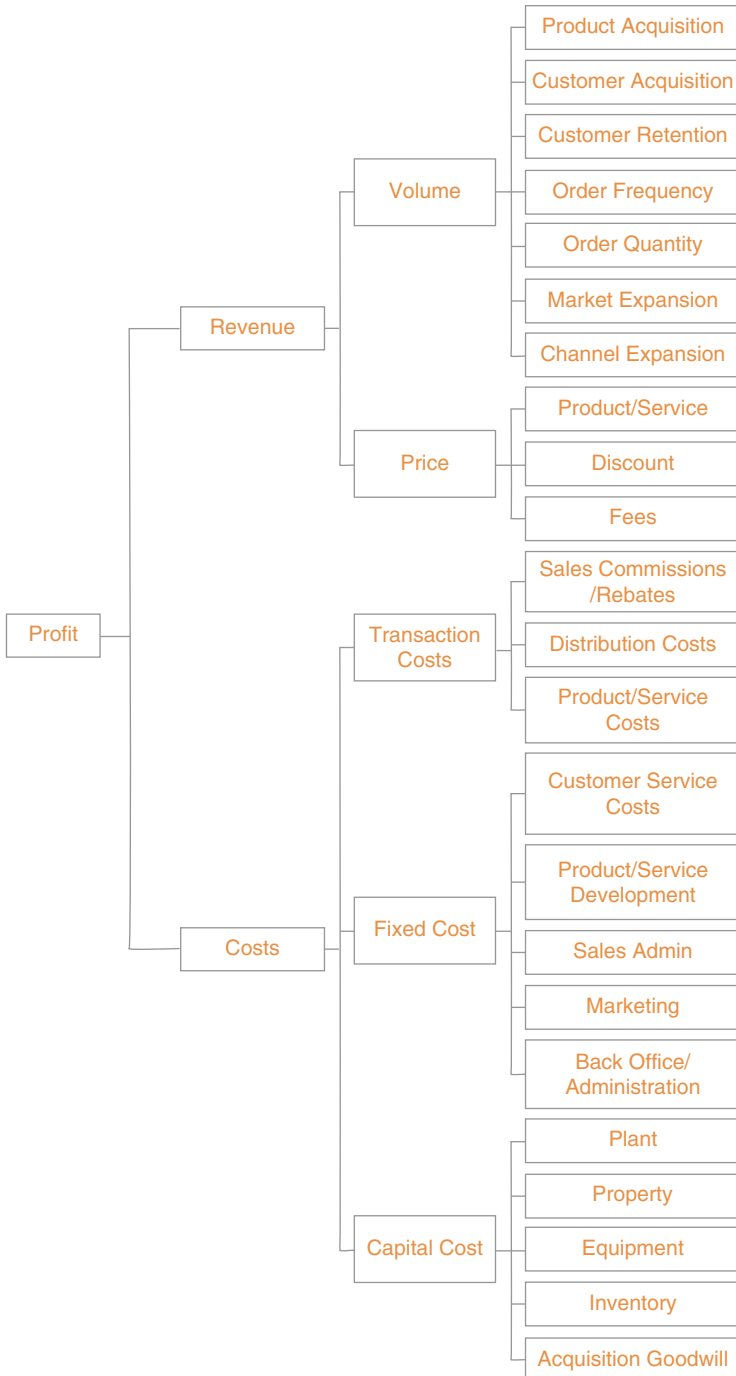 Product Acquisition
Customer Acquisition
Customer Retention
Volume
Order Frequency
Order Quantity
Market Expansion
Revenue
Channel Expansion
Product/Service
Price
Discount
Fees
Sales Commissions
/Rebates
Profit
Transaction
Costs
Distribution Costs
Product/Service
Costs
Customer Service
Costs
Product/Service
Development
Fixed Cost
Costs
Sales Admin
Marketing
Back Office/
Administration
Plant
Property
Capital Cost
Equipment
Inventory
Acquisition Goodwill